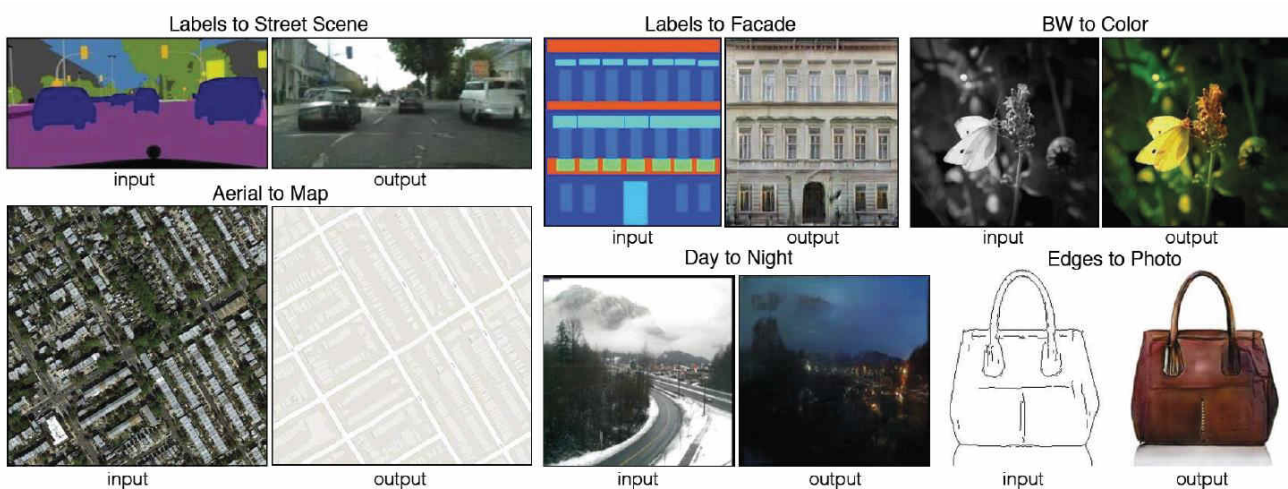 Labels to Street Scene
input
output
Aerial to Map
input
output
Labels to Facade
input
output
BW to Color
input
output
Day to Night
input
output
Edges to Photo
input
output